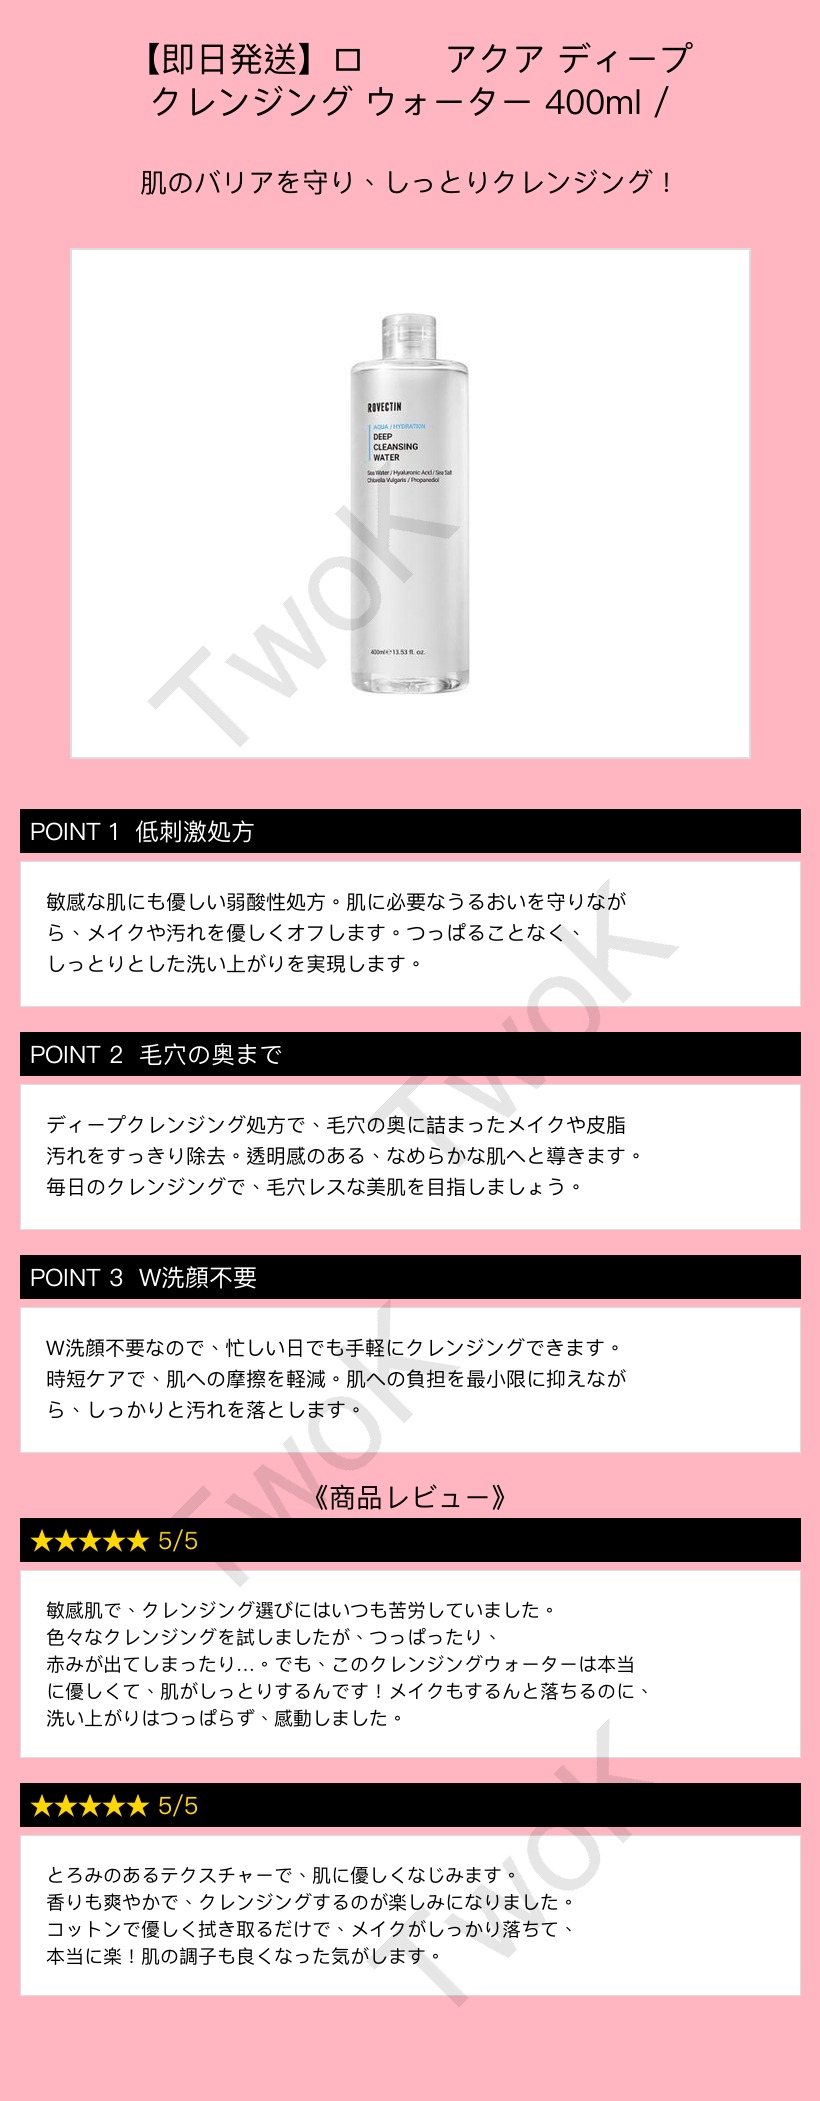 【即日発送】ロ　　アクア ディープ
クレンジング ウォーター 400ml /
肌のバリアを守り、しっとりクレンジング！
ROVECTIN
AQUA / HYDRATION
DEEP
CLEANSING
WATER
Sea Water / Hyaluronic Acid / Sea Salt
Chlorella Vulgaris / Propanediol
400ml℮13.53 fl. oz.
TwoK
POINT 1 低刺激処方
敏感な肌にも優しい弱酸性処方。肌に必要なうるおいを守りなが
ら、メイクや汚れを優しくオフします。つっぱることなく、
しっとりとした洗い上がりを実現します。
TwoK
POINT 2 毛穴の奥まで
ディープクレンジング処方で、毛穴の奥に詰まったメイクや皮脂
汚れをすっきり除去。透明感のある、なめらかな肌へと導きます。
毎日のクレンジングで、毛穴レスな美肌を目指しましょう。
POINT 3 W洗顔不要
W洗顔不要なので、忙しい日でも手軽にクレンジングできます。
時短ケアで、肌への摩擦を軽減。肌への負担を最小限に抑えなが
ら、しっかりと汚れを落とします。
TwoK
《商品レビュー》
★★★★★ 5/5
敏感肌で、クレンジング選びにはいつも苦労していました。
色々なクレンジングを試しましたが、つっぱったり、
赤みが出てしまったり…。でも、このクレンジングウォーターは本当
に優しくて、肌がしっとりするんです！メイクもするんと落ちるのに、
洗い上がりはつっぱらず、感動しました。
★★★★★ 5/5
とろみのあるテクスチャーで、肌に優しくなじみます。
香りも爽やかで、クレンジングするのが楽しみになりました。
コットンで優しく拭き取るだけで、メイクがしっかり落ちて、
本当に楽！肌の調子も良くなった気がします。
TwoK